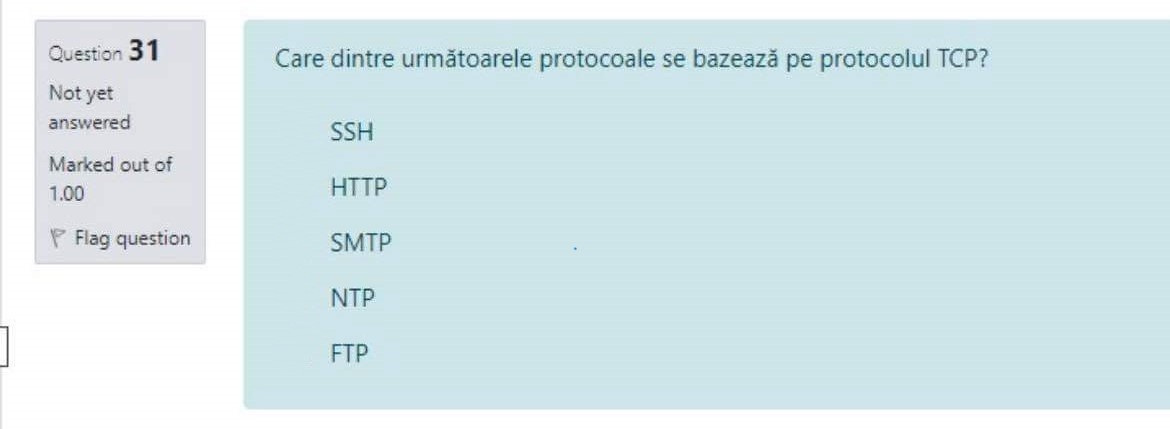 Question 31
Not yet
answered
Marked out of
1.00
Flag question
Care dintre următoarele protocoale se bazează pe protocolul TCP?
SSH
HTTP
SMTP
NTP
FTP